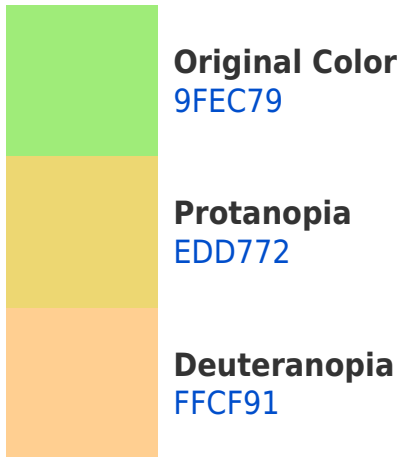 Original Color
9FEC79
Protanopia
EDD772
Deuteranopia
FFCF91